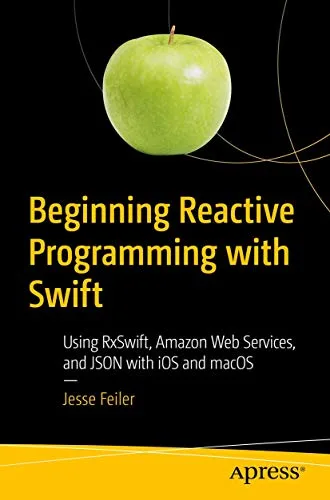 Beginning Reactive
Programming with
Swift
Using RxSwift, Amazon Web Services,
and JSON with iOS and macOS
—
Jesse Feiler
Apress®